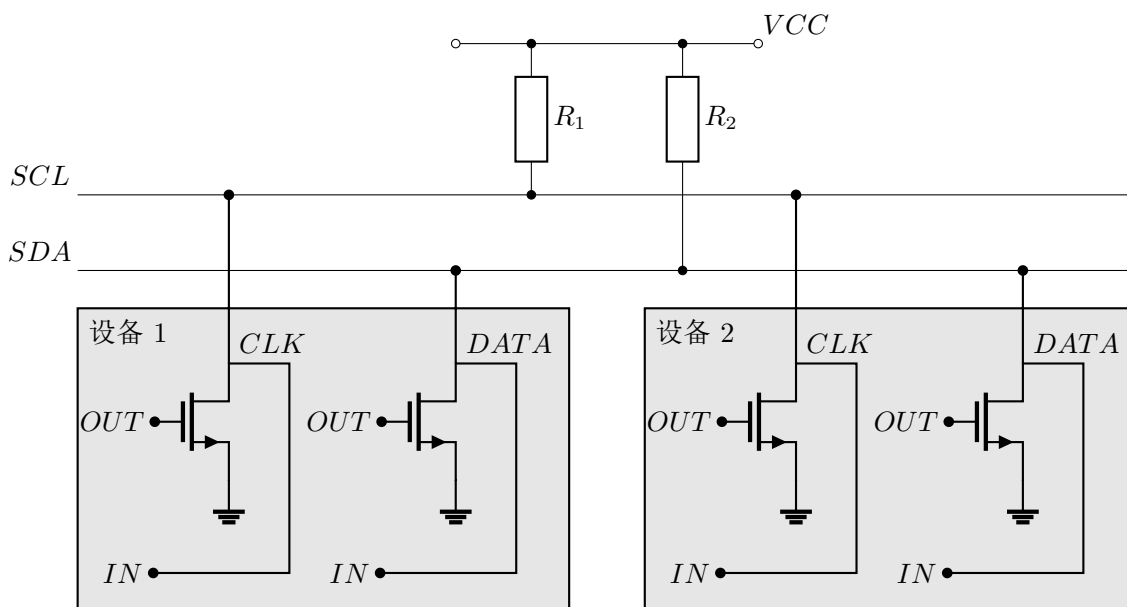 VCC
R1 R2
SCL
SDA
设备 1 设备 2
CLK DATA CLK DATA
OUT OUT OUT OUT
IN IN IN IN